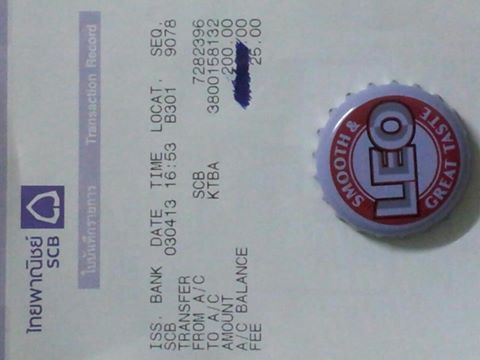 ไทยพาณิชย์
SCB
ใบบันทึกรายการ Transaction Record
ISS. BANK DATE TIME LOCAT. SEQ.
SCB 030413 16:53 B301 9078
TRANSFER
FROM A/C SCB 7282396
TO A/C KTBA 3800158132
AMOUNT 200.00
A/C BALANCE .00
FEE 25.00
SMOOTH &
LEO
GREAT TASTE